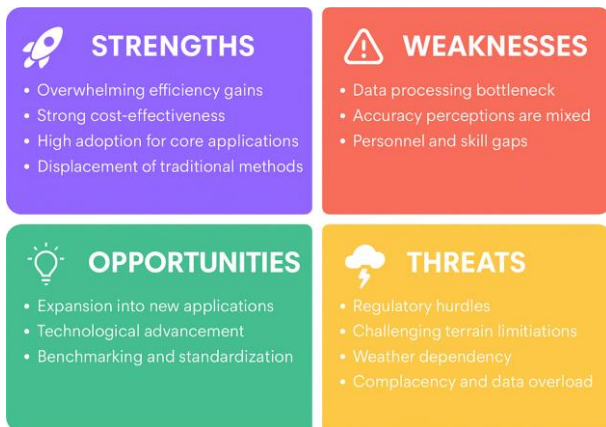 STRENGTHS
• Overwhelming efficiency gains
• Strong cost-effectiveness
• High adoption for core applications
• Displacement of traditional methods
WEAKNESSES
• Data processing bottleneck
• Accuracy perceptions are mixed
• Personnel and skill gaps
OPPORTUNITIES
• Expansion into new applications
• Technological advancement
• Benchmarking and standardization
THREATS
• Regulatory hurdles
• Challenging terrain limitiations
• Weather dependency
• Complacency and data overload